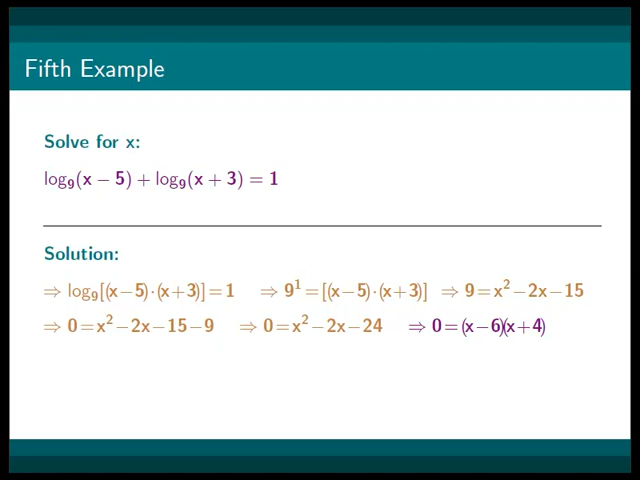 Fifth Example
Solve for x:
log₉(x − 5) + log₉(x + 3) = 1
Solution:
⇒ log₉[(x−5)·(x+3)] = 1 ⇒ 9¹ = [(x−5)·(x+3)] ⇒ 9 = x² − 2x − 15
⇒ 0 = x² − 2x − 15 − 9 ⇒ 0 = x² − 2x − 24 ⇒ 0 = (x−6)(x+4)